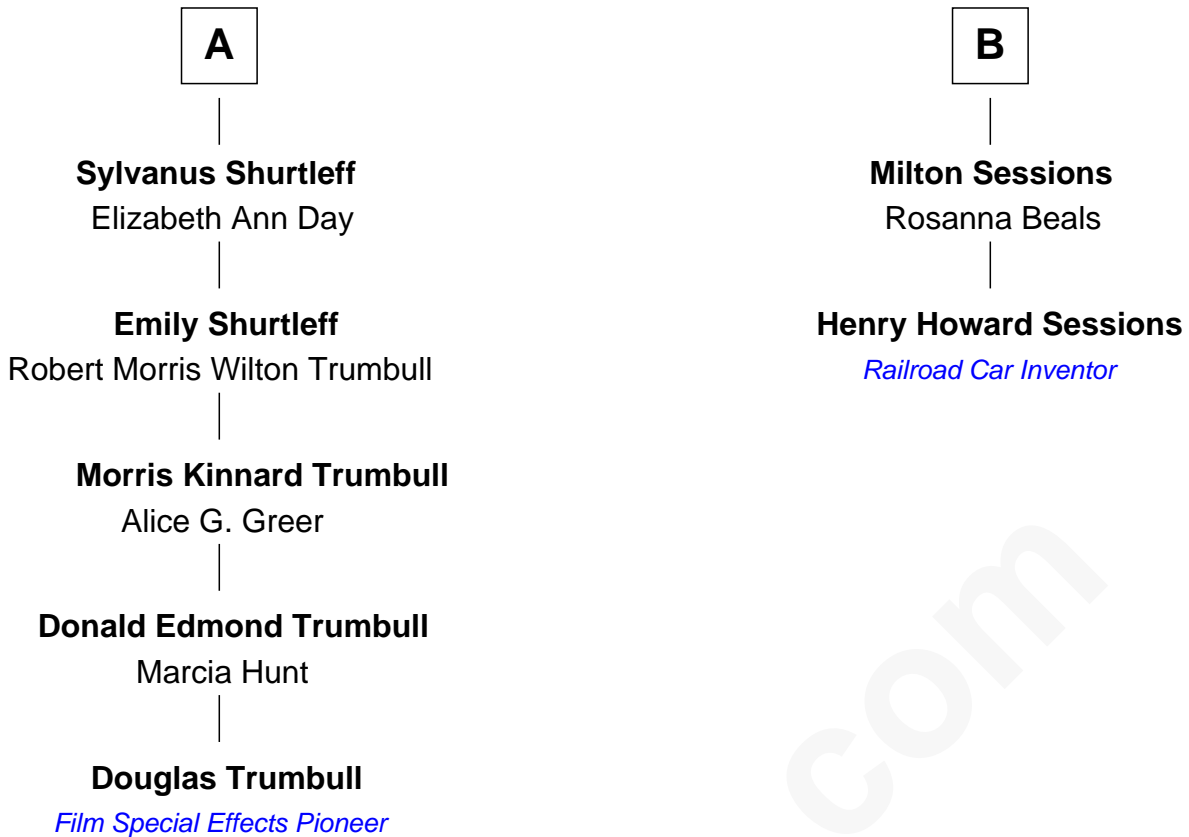 A
Sylvanus Shurtleff
Elizabeth Ann Day
Emily Shurtleff
Robert Morris Wilton Trumbull
Morris Kinnard Trumbull
Alice G. Greer
Donald Edmond Trumbull
Marcia Hunt
Douglas Trumbull
Film Special Effects Pioneer
B
Milton Sessions
Rosanna Beals
Henry Howard Sessions
Railroad Car Inventor
com